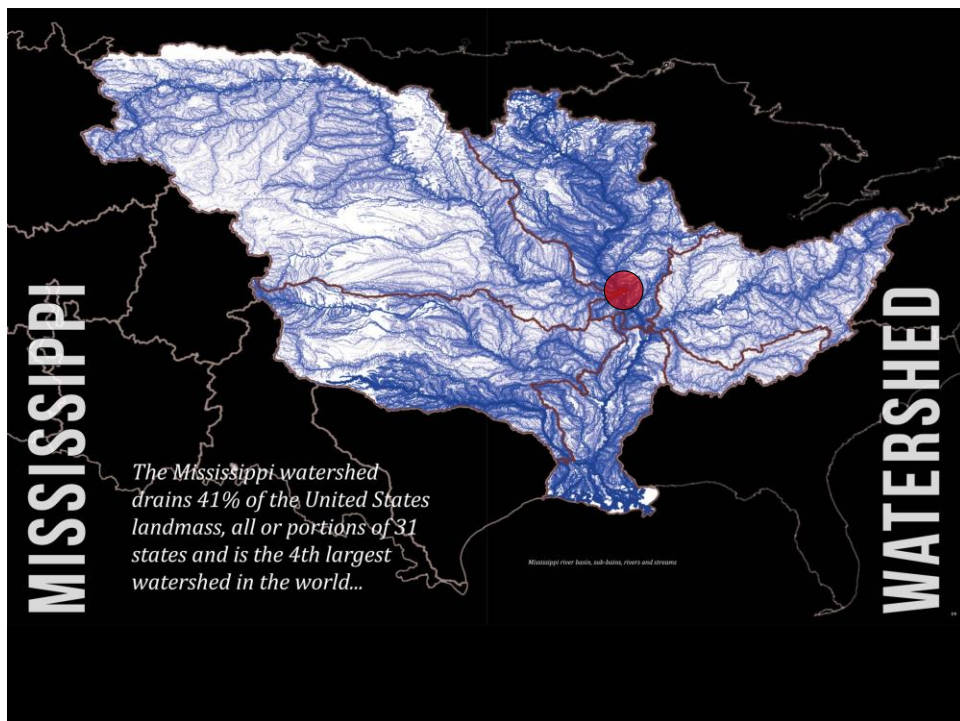 MISSISSIPPI
WATERSHED
The Mississippi watershed
drains 41% of the United States
landmass, all or portions of 31
states and is the 4th largest
watershed in the world...
Mississippi river basin, sub-bains, rivers and streams